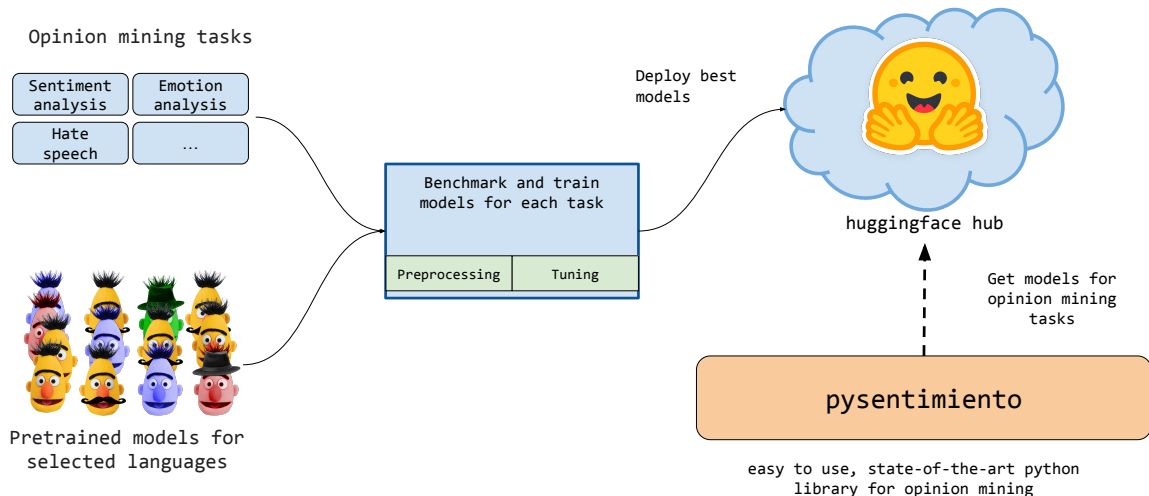 Opinion mining tasks
Sentiment
analysis
Emotion
analysis
Hate
speech
...
Pretrained models for
selected languages
Benchmark and train
models for each task
Preprocessing
Tuning
Deploy best
models
huggingface hub
Get models for
opinion mining
tasks
pysentimiento
easy to use, state-of-the-art python
library for opinion mining